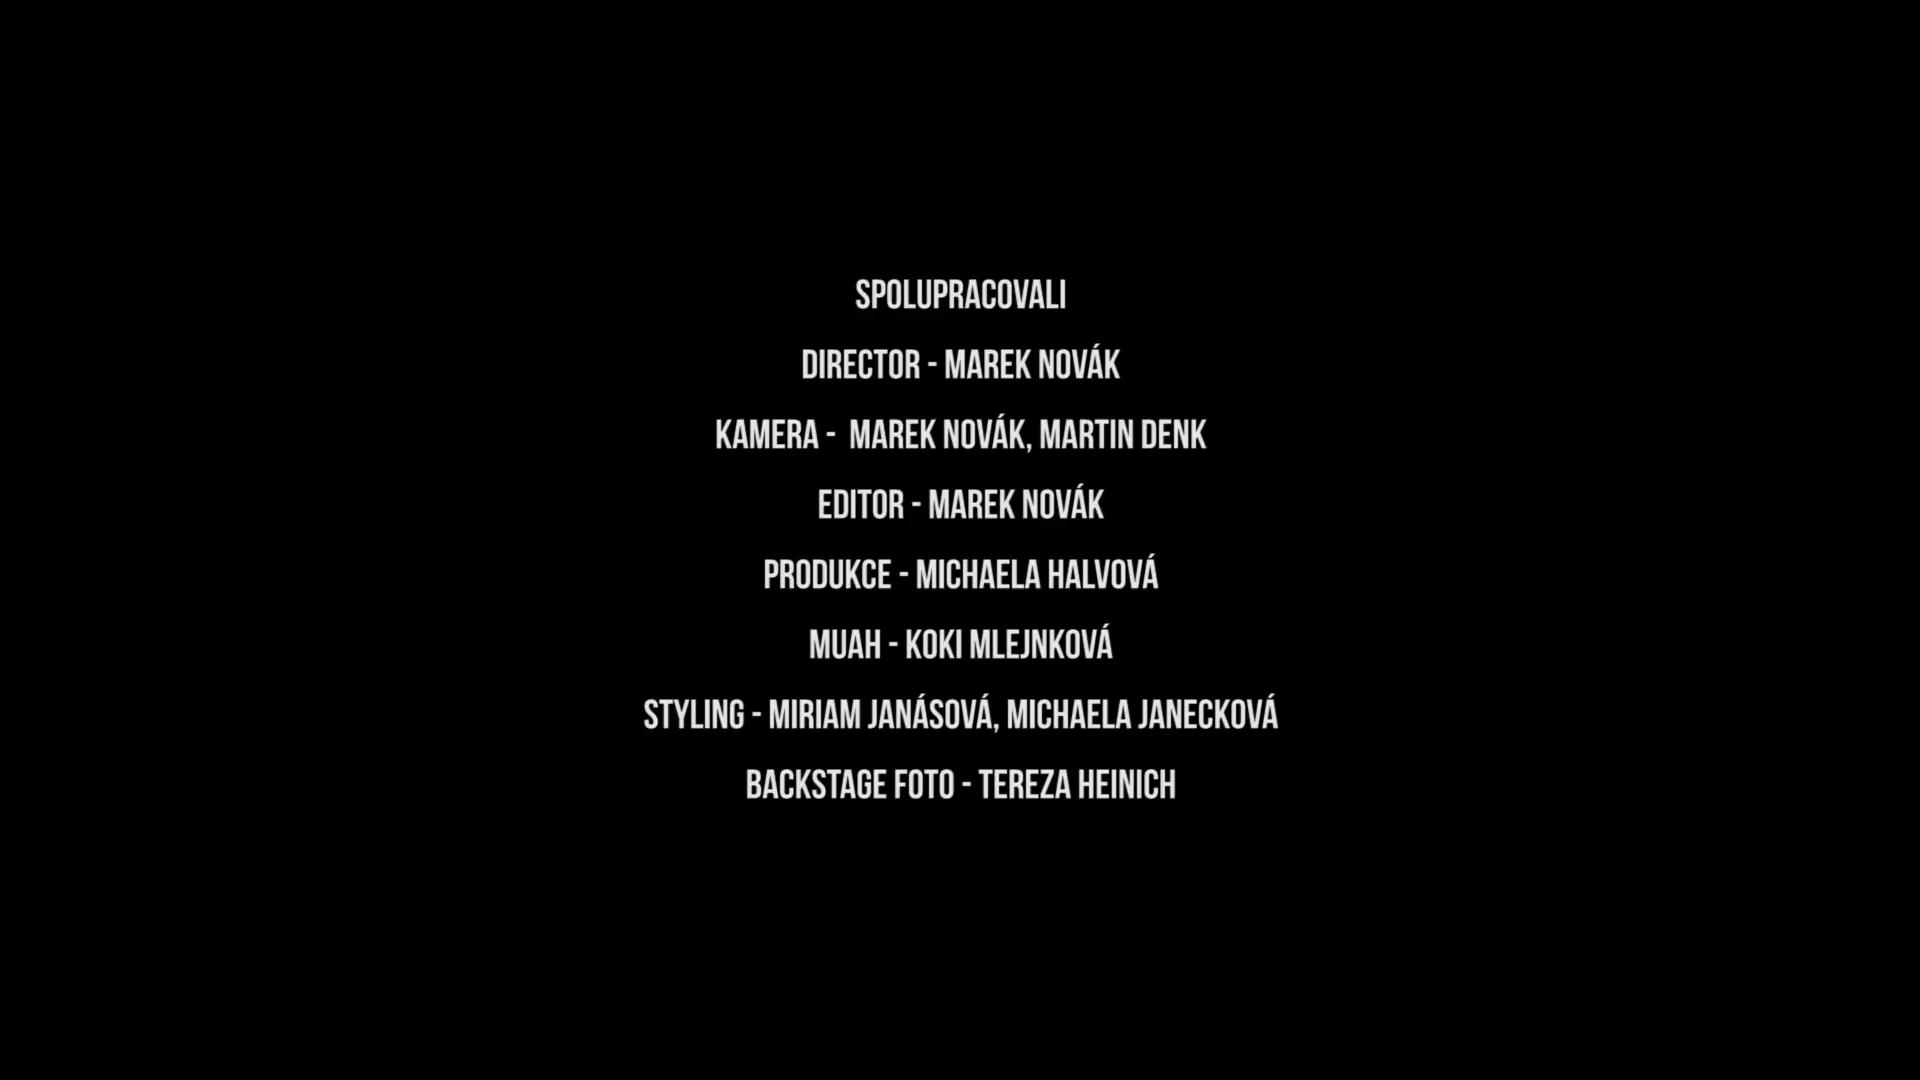 SPOLUPRACOVALI
DIRECTOR - MAREK NOVÁK
KAMERA -  MAREK NOVÁK, MARTIN DENK
EDITOR - MAREK NOVÁK
PRODUKCE - MICHAELA HALVOVÁ
MUAH - KOKI MLEJNKOVÁ
STYLING - MIRIAM JANÁSOVÁ, MICHAELA JANECKOVÁ
BACKSTAGE FOTO - TEREZA HEINICH